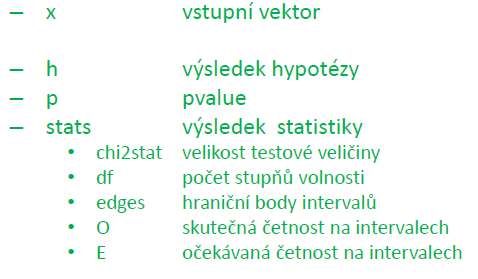 – x vstupní vektor
– h výsledek hypotézy
– p pvalue
– stats výsledek statistiky
• chi2stat velikost testové veličiny
• df počet stupňů volnosti
• edges hraniční body intervalů
• O skutečná četnost na intervalech
• E očekávaná četnost na intervalech